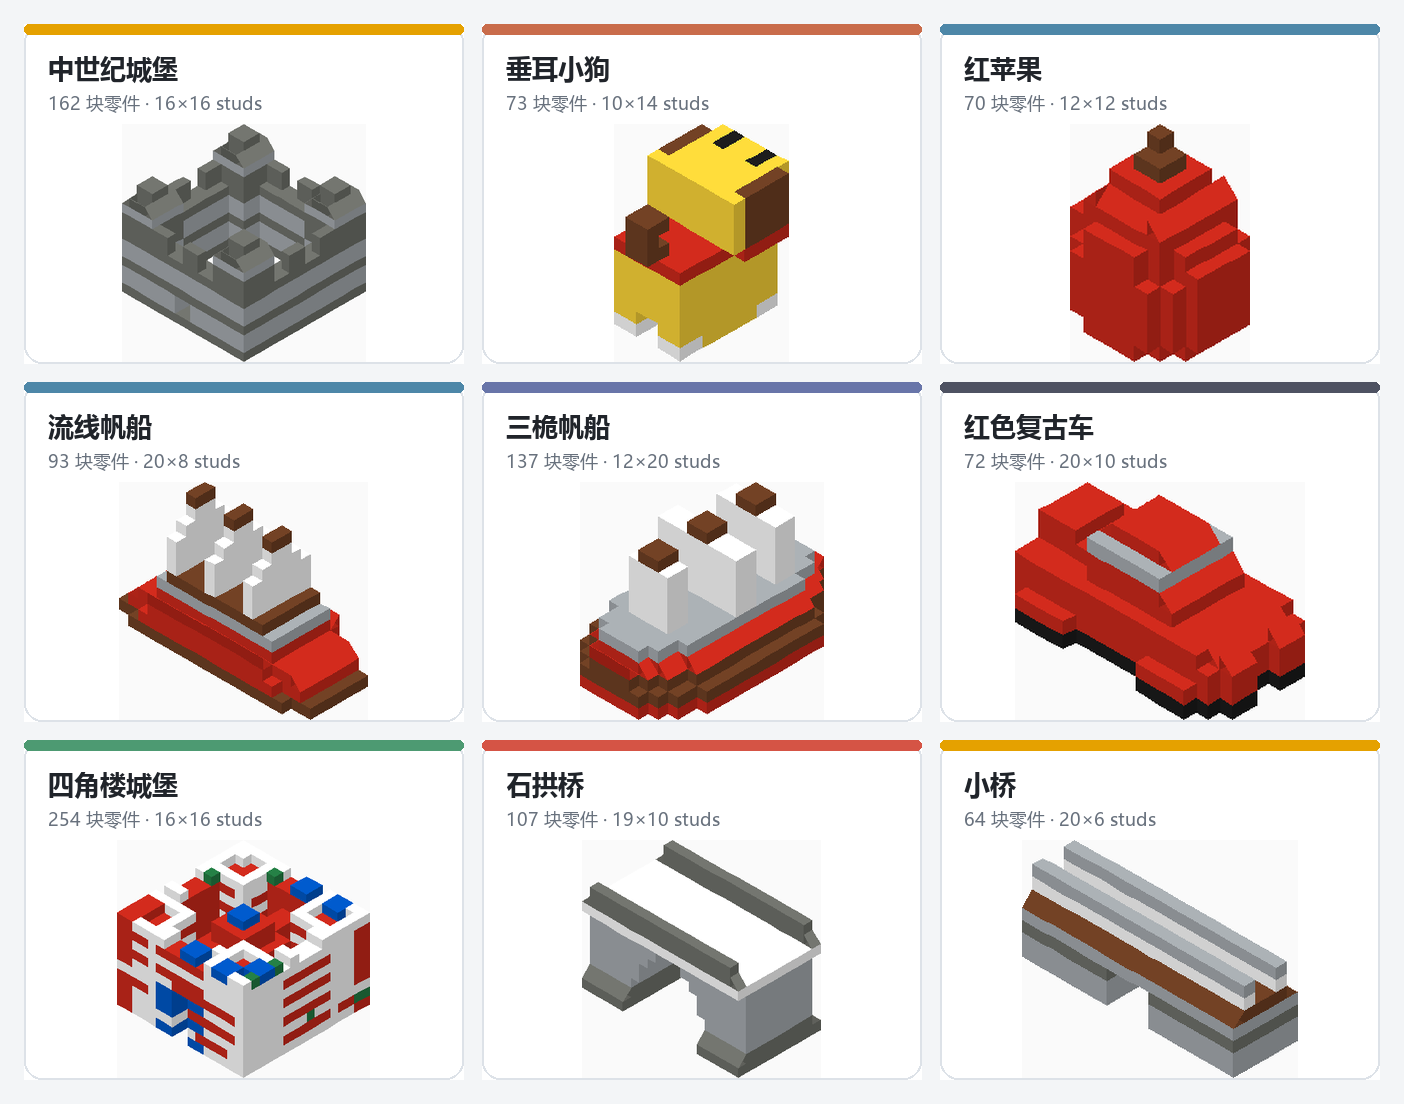 中世纪城堡
162 块零件 · 16×16 studs
垂耳小狗
73 块零件 · 10×14 studs
红苹果
70 块零件 · 12×12 studs
流线帆船
93 块零件 · 20×8 studs
三桅帆船
137 块零件 · 12×20 studs
红色复古车
72 块零件 · 20×10 studs
四角楼城堡
254 块零件 · 16×16 studs
石拱桥
107 块零件 · 19×10 studs
小桥
64 块零件 · 20×6 studs